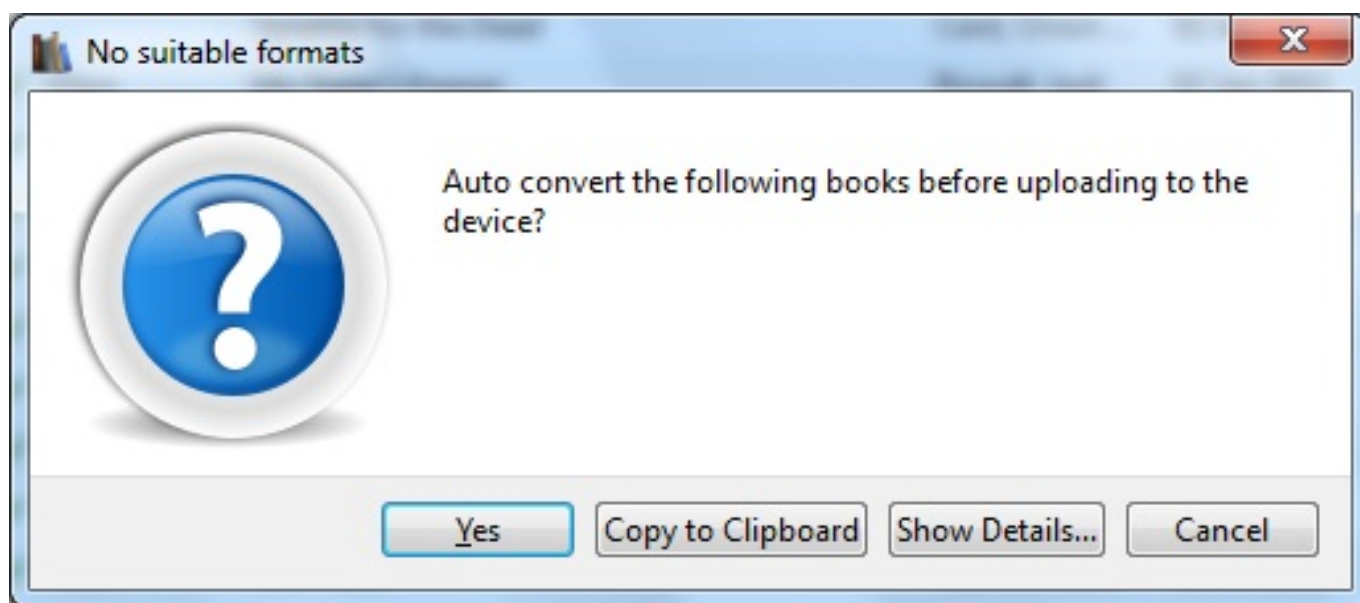 No suitable formats
Auto convert the following books before uploading to the
device?
Yes
Copy to Clipboard
Show Details...
Cancel